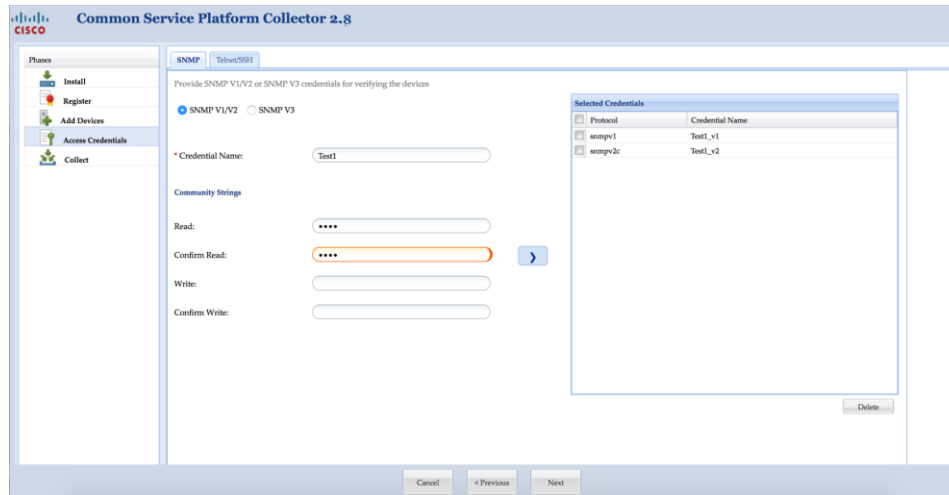 CISCO
Common Service Platform Collector 2.8
Phases
Install
Register
Add Devices
Access Credentials
Collect
SNMP
Telnet/SSH
Provide SNMP V1/V2 or SNMP V3 credentials for verifying the devices
SNMP V1/V2
SNMP V3
* Credential Name:
Test1
Community Strings
Read:
••••
Confirm Read:
••••
Write:
Confirm Write:
❯
Selected Credentials
Protocol Credential Name
snmpv1 Test1_v1
snmpv2c Test1_v2
Delete
Cancel
< Previous
Next